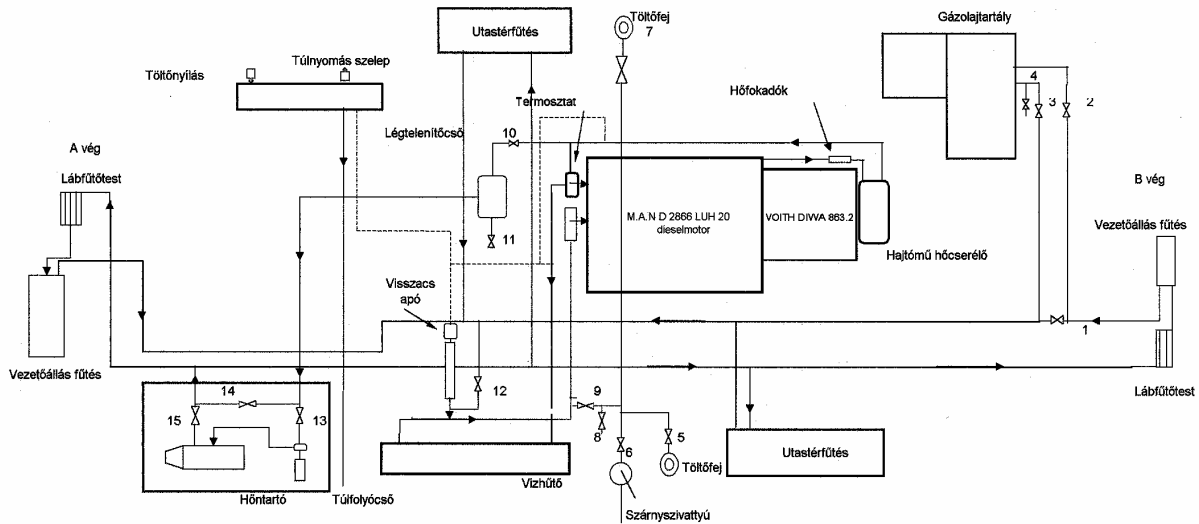 Gázolajtartály
Töltőfej
7
Utastérfűtés
Túlnyomás szelep
Töltőnyílás
4
3
2
Hőfokadók
Termosztat
Légtelenítőcső
10
A vég
Lábfűtőtest
B vég
M.A.N D 2866 LUH 20
dieselmotor
VOITH DIWA 863.2
Vezetőállás fűtés
11
Hajtómű hőcserélő
Visszacs
apó
1
Vezetőállás fűtés
12
14
9
Lábfűtőtest
15
13
8
6
5
Utastérfűtés
Töltőfej
Vizhűtő
Hőntartó
Túlfolyócső
Szárnyszivattyú